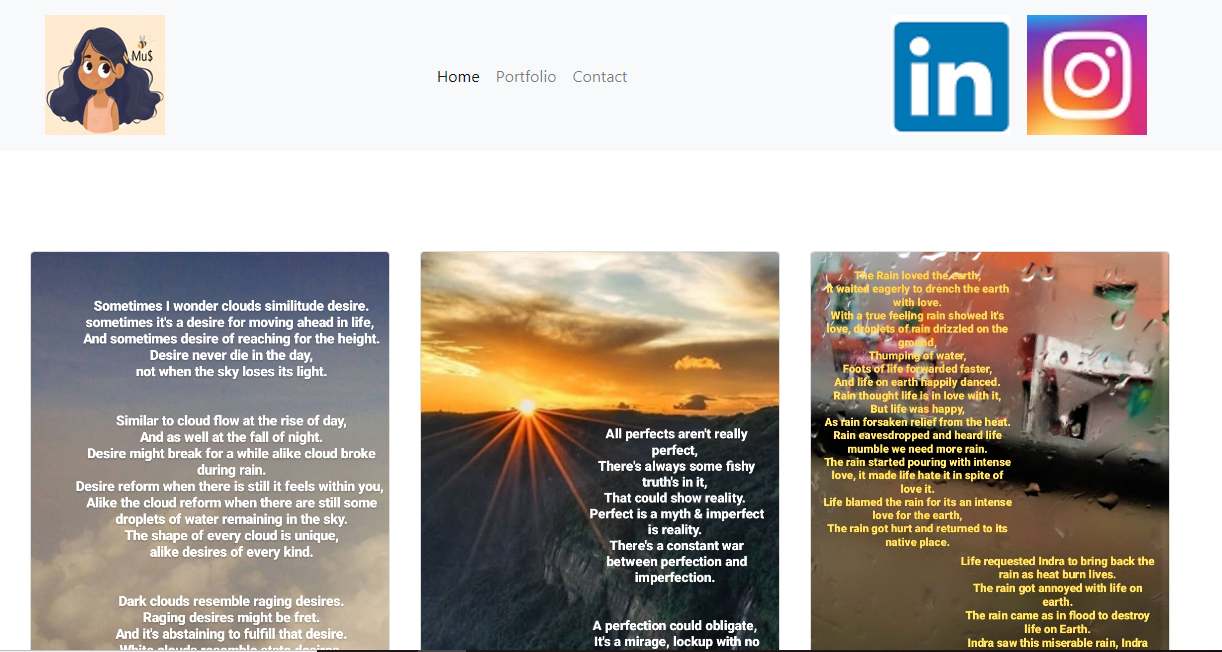 Mu$
Home Portfolio Contact
in
Sometimes I wonder clouds similitude desire.
sometimes it's a desire for moving ahead in life,
And sometimes desire of reaching for the height.
Desire never die in the day,
not when the sky loses its light.
Similar to cloud flow at the rise of day,
And as well at the fall of night.
Desire might break for a while alike cloud broke
during rain.
Desire reform when there is still it feels within you,
Alike the cloud reform when there are still some
droplets of water remaining in the sky.
The shape of every cloud is unique,
alike desires of every kind.
Dark clouds resemble raging desires.
Raging desires might be fret.
And it's abstaining to fulfill that desire.
White clouds resemble state desires
All perfects aren't really
perfect,
There's always some fishy
truth's in it,
That could show reality.
Perfect is a myth & imperfect
is reality.
There's a constant war
between perfection and
imperfection.
A perfection could obligate,
It's a mirage, lockup with no
The Rain loved the earth,
It waited eagerly to drench the earth
with love.
With a true feeling rain showed it's
love, droplets of rain drizzled on the
ground,
Thumping of water,
Foots of life forwarded faster,
And life on earth happily danced.
Rain thought life is in love with it,
But life was happy,
As rain forsaken relief from the heat.
Rain eavesdropped and heard life
mumble we need more rain.
The rain started pouring with intense
love, it made life hate it in spite of
love it.
Life blamed the rain for its an intense
love for the earth,
The rain got hurt and returned to its
native place.
Life requested Indra to bring back the
rain as heat burn lives.
The rain got annoyed with life on
earth.
The rain came as in flood to destroy
life on Earth.
Indra saw this miserable rain, Indra